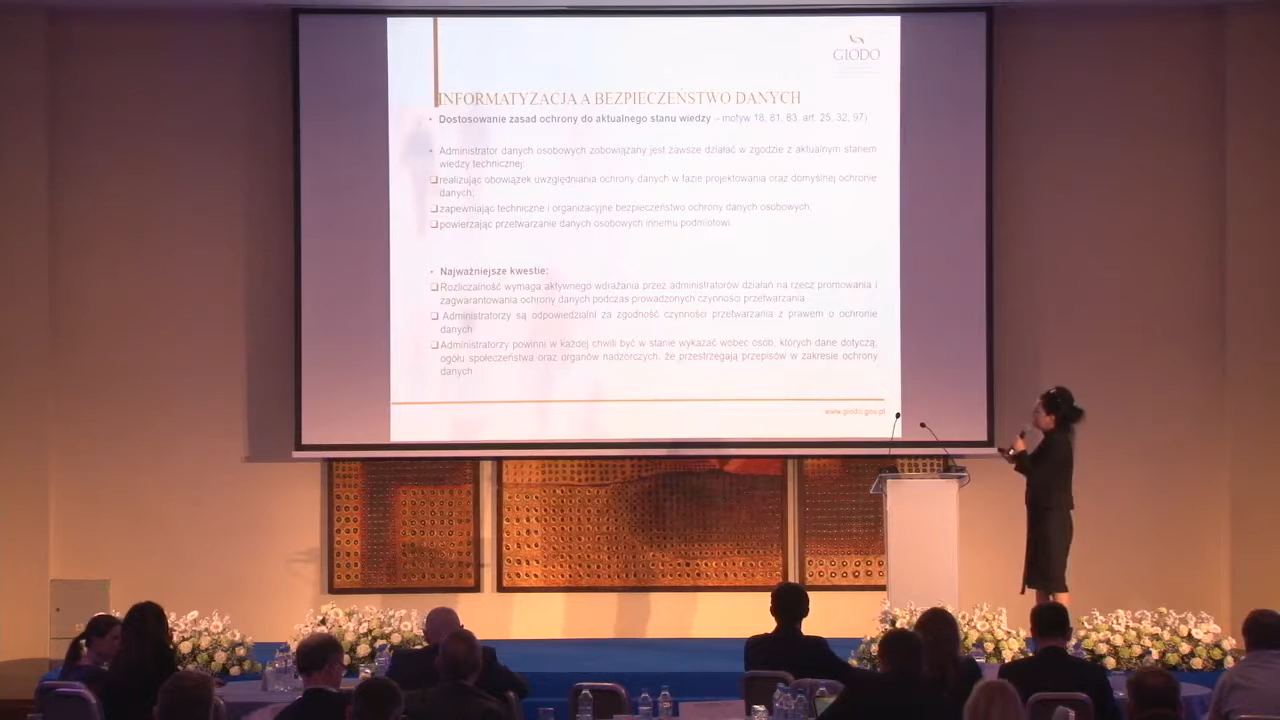 GIODO
INFORMATYZACJA A BEZPIECZEŃSTWO DANYCH
• Dostosowanie zasad ochrony do aktualnego stanu wiedzy – motyw 18, 81, 83, art. 25, 32, 97)
• Administrator danych osobowych zobowiązany jest zawsze działać w zgodzie z aktualnym stanem
wiedzy technicznej:
❑ realizując obowiązek uwzględniania ochrony danych w fazie projektowania oraz domyślnej ochronie
danych;
❑ zapewniając techniczne i organizacyjne bezpieczeństwo ochrony danych osobowych;
❑ powierzając przetwarzanie danych osobowych innemu podmiotowi.
• Najważniejsze kwestie:
❑ Rozliczalność wymaga aktywnego wdrażania przez administratorów działań na rzecz promowania i
zagwarantowania ochrony danych podczas prowadzonych czynności przetwarzania.
❑ Administratorzy są odpowiedzialni za zgodność czynności przetwarzania z prawem o ochronie
danych
❑ Administratorzy powinni w każdej chwili być w stanie wykazać wobec osób, których dane dotyczą,
ogółu społeczeństwa oraz organów nadzorczych, że przestrzegają przepisów w zakresie ochrony
danych
www.giodo.gov.pl